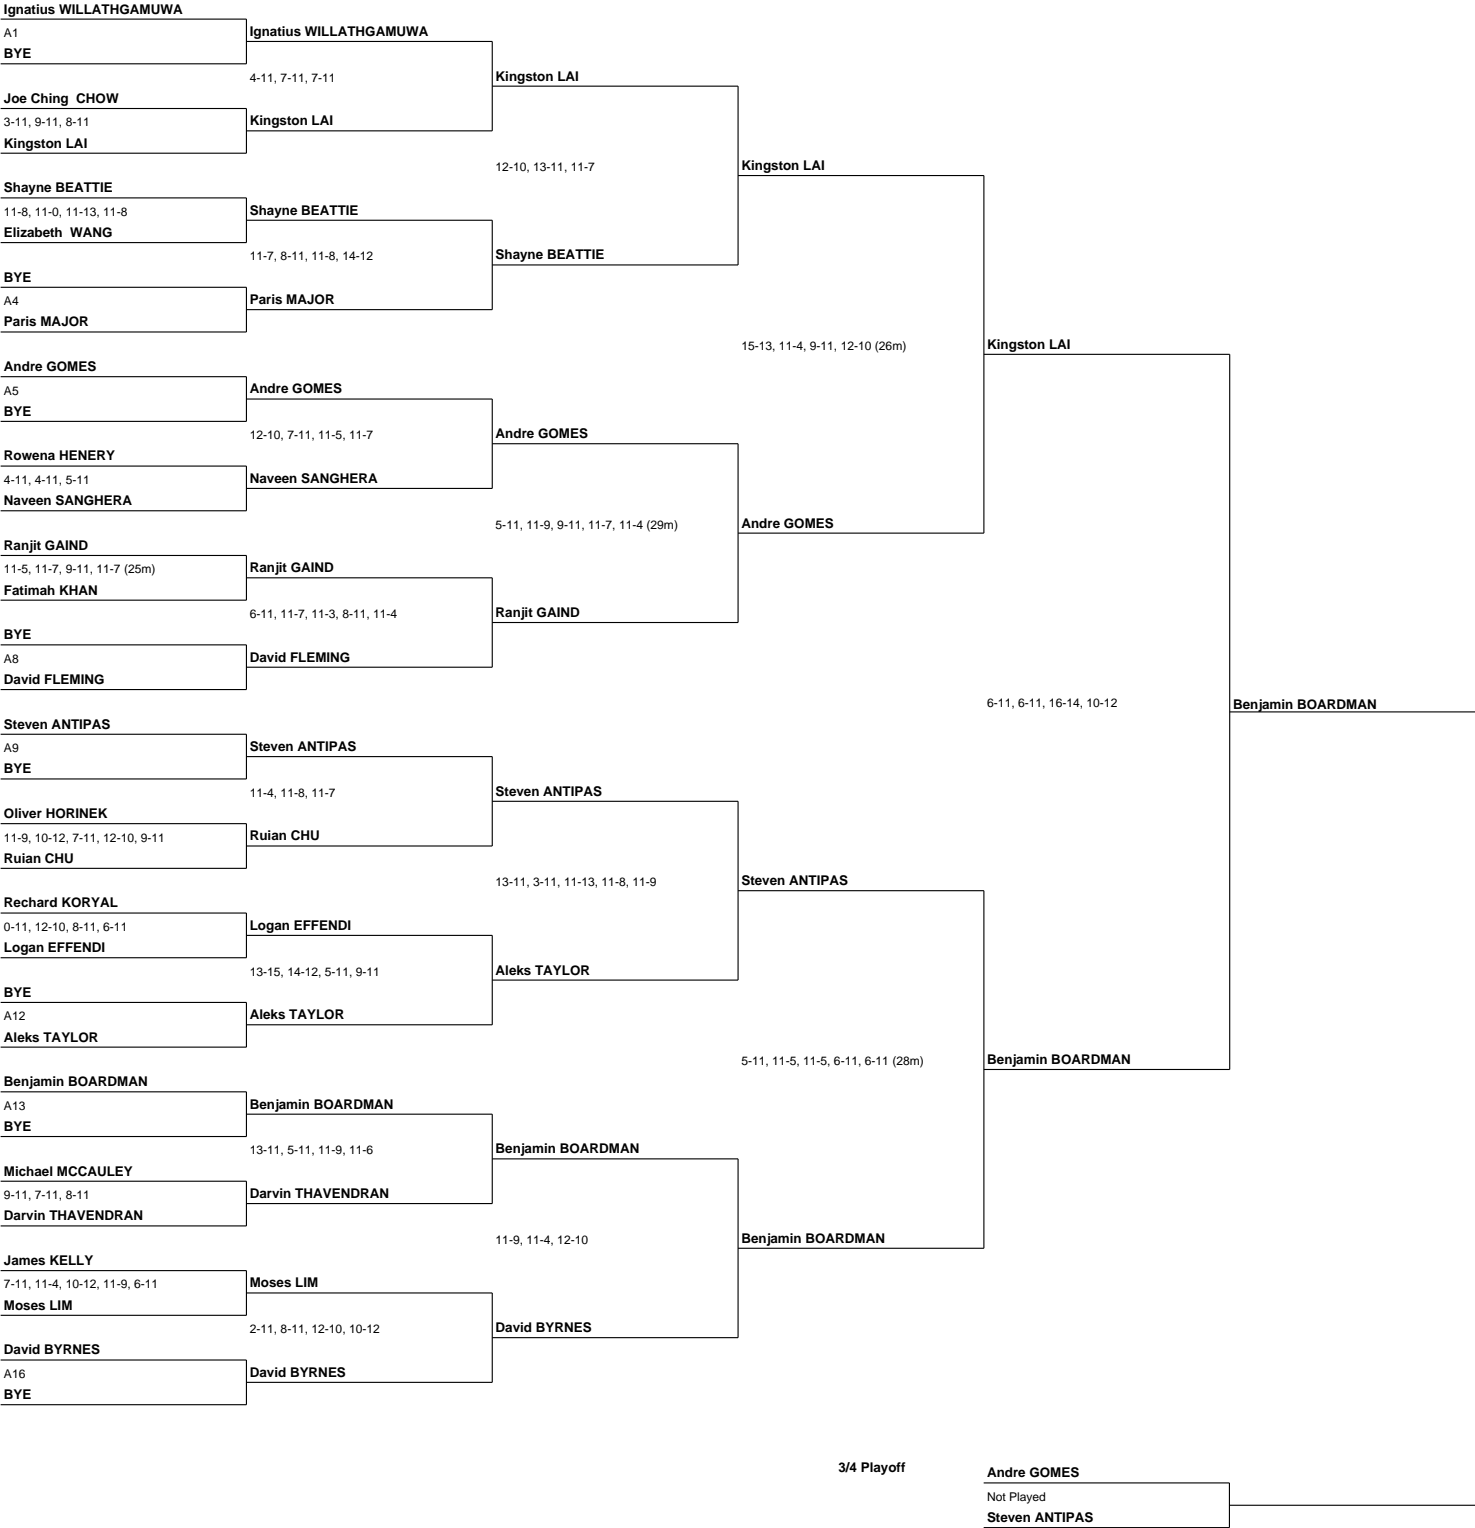 Ignatius WILLATHGAMUWA
A1
BYE
Joe Ching  CHOW
3-11, 9-11, 8-11
Kingston LAI
Shayne BEATTIE
11-8, 11-0, 11-13, 11-8
Elizabeth  WANG
BYE
A4
Paris MAJOR
Andre GOMES
A5
BYE
Rowena HENERY
4-11, 4-11, 5-11
Naveen SANGHERA
Ranjit GAIND
11-5, 11-7, 9-11, 11-7 (25m)
Fatimah KHAN
BYE
A8
David FLEMING
Steven ANTIPAS
A9
BYE
Oliver HORINEK
11-9, 10-12, 7-11, 12-10, 9-11
Ruian CHU
Rechard KORYAL
0-11, 12-10, 8-11, 6-11
Logan EFFENDI
BYE
A12
Aleks TAYLOR
Benjamin BOARDMAN
A13
BYE
Michael MCCAULEY
9-11, 7-11, 8-11
Darvin THAVENDRAN
James KELLY
7-11, 11-4, 10-12, 11-9, 6-11
Moses LIM
David BYRNES
A16
BYE
Ignatius WILLATHGAMUWA
4-11, 7-11, 7-11
Kingston LAI
Shayne BEATTIE
11-7, 8-11, 11-8, 14-12
Paris MAJOR
Andre GOMES
12-10, 7-11, 11-5, 11-7
Naveen SANGHERA
Ranjit GAIND
6-11, 11-7, 11-3, 8-11, 11-4
David FLEMING
Steven ANTIPAS
11-4, 11-8, 11-7
Ruian CHU
Logan EFFENDI
13-15, 14-12, 5-11, 9-11
Aleks TAYLOR
Benjamin BOARDMAN
13-11, 5-11, 11-9, 11-6
Darvin THAVENDRAN
Moses LIM
2-11, 8-11, 12-10, 10-12
David BYRNES
Kingston LAI
12-10, 13-11, 11-7
Shayne BEATTIE
Andre GOMES
5-11, 11-9, 9-11, 11-7, 11-4 (29m)
Ranjit GAIND
Steven ANTIPAS
13-11, 3-11, 11-13, 11-8, 11-9
Aleks TAYLOR
Benjamin BOARDMAN
11-9, 11-4, 12-10
David BYRNES
Kingston LAI
15-13, 11-4, 9-11, 12-10 (26m)
Andre GOMES
Steven ANTIPAS
5-11, 11-5, 11-5, 6-11, 6-11 (28m)
Benjamin BOARDMAN
Kingston LAI
6-11, 6-11, 16-14, 10-12
Benjamin BOARDMAN
Benjamin BOARDMAN
3/4 Playoff
Andre GOMES
Not Played
Steven ANTIPAS